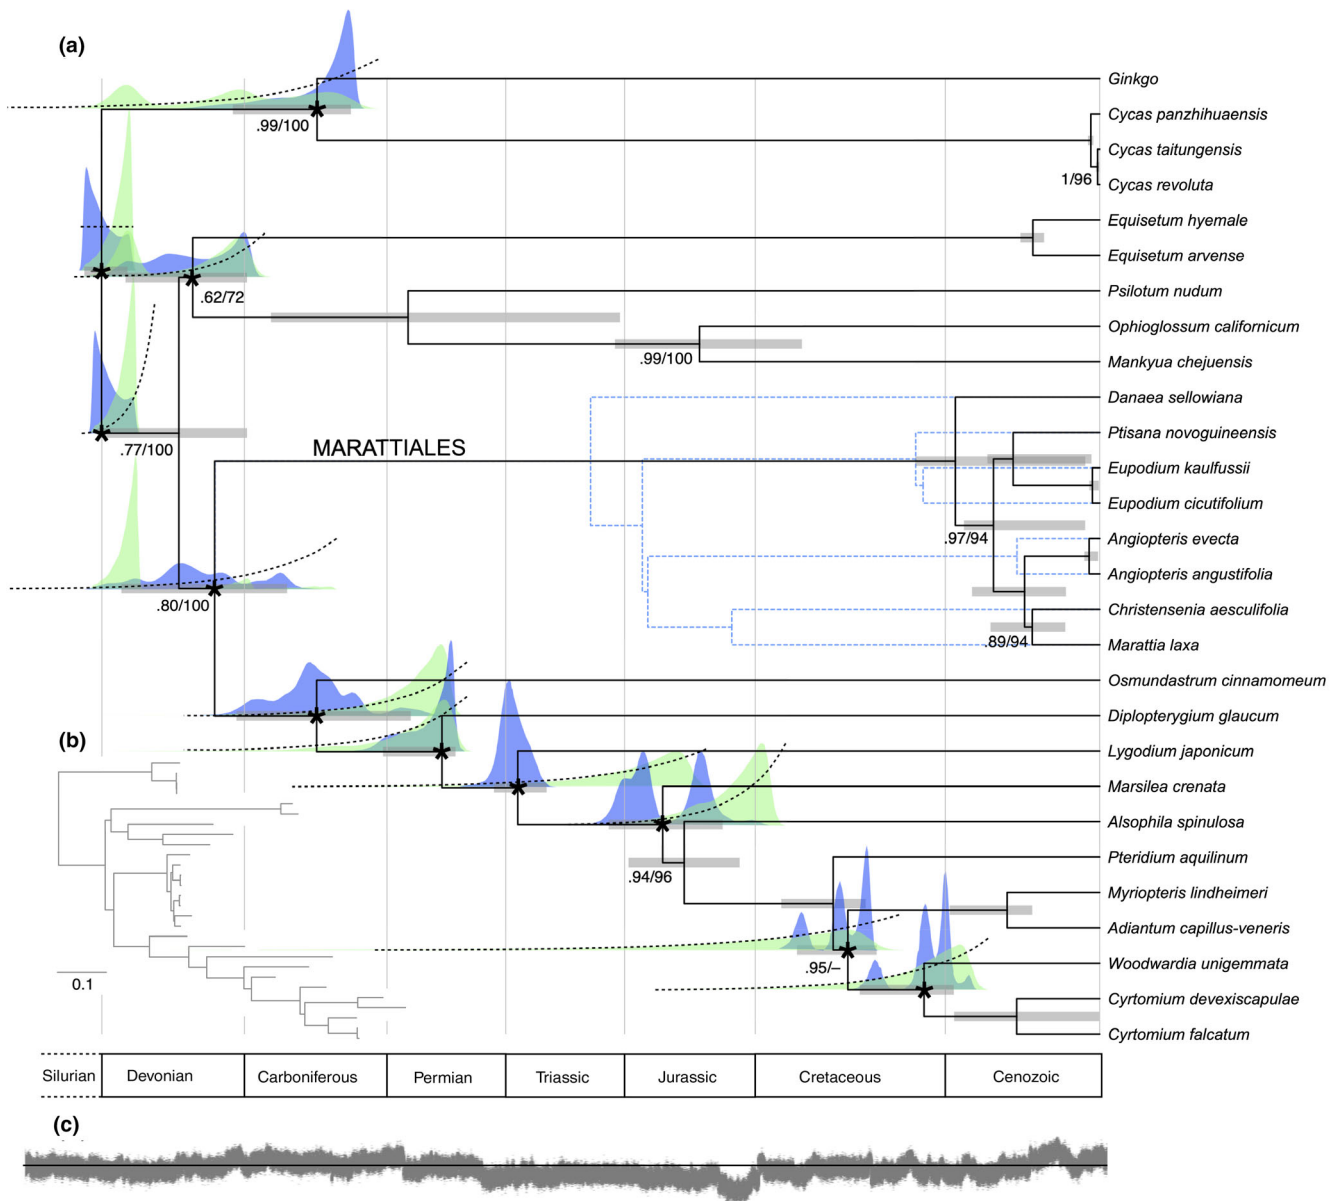 (a)
Ginkgo
.99/100
Cycas panzhihuaensis
Cycas taitungensis
1/96
Cycas revoluta
Equisetum hyemale
Equisetum arvense
.62/72
Psilotum nudum
Ophioglossum californicum
.99/100
Mankyua chejuensis
Danaea sellowiana
Ptisana novoguineensis
.77/100
MARATTIALES
Eupodium kaulfussii
Eupodium cicutifolium
.97/94
Angiopteris evecta
Angiopteris angustifolia
.80/100
Christensenia aesculifolia
.89/94
Marattia laxa
Osmundastrum cinnamomeum
Diplopterygium glaucum
(b)
Lygodium japonicum
Marsilea crenata
Alsophila spinulosa
Pteridium aquilinum
.94/96
Myriopteris lindheimeri
Adiantum capillus-veneris
Woodwardia unigemmata
.95/–
0.1
Cyrtomium devexiscapulae
Cyrtomium falcatum
Silurian
Devonian
Carboniferous
Permian
Triassic
Jurassic
Cretaceous
Cenozoic
(c)